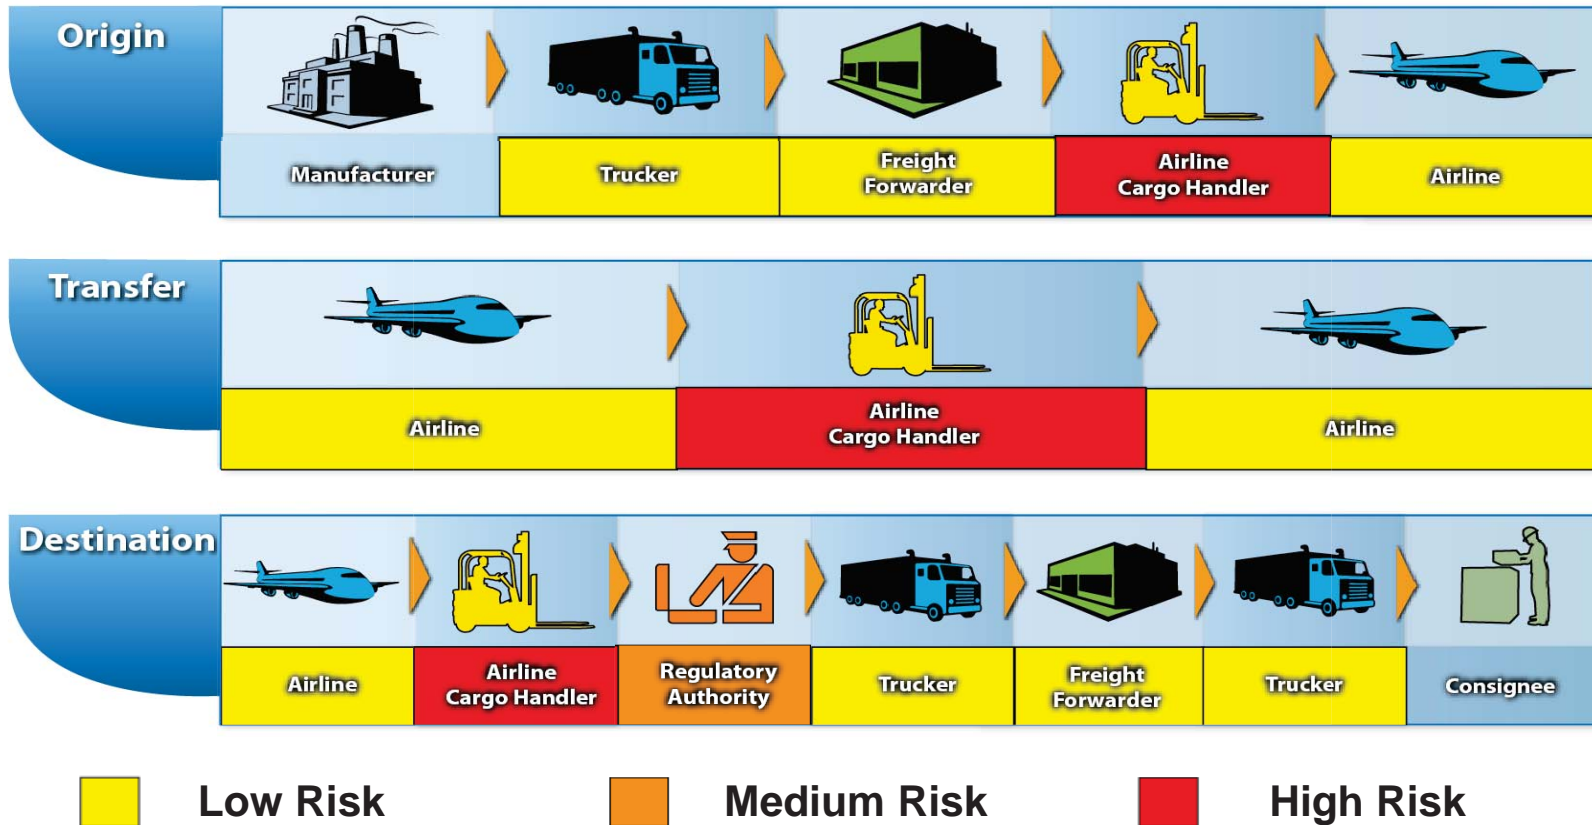 Origin
Manufacturer
Trucker
Freight
Forwarder
Airline
Cargo Handler
Airline
Transfer
Airline
Airline
Cargo Handler
Airline
Destination
Airline
Airline
Cargo Handler
Regulatory
Authority
Trucker
Freight
Forwarder
Trucker
Consignee
Low Risk
Medium Risk
High Risk